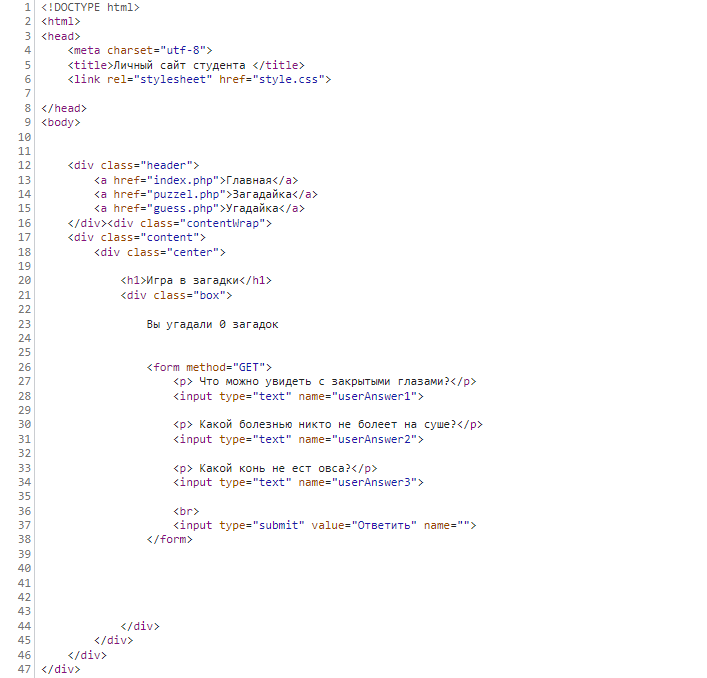 1 <!DOCTYPE html>
2 <html>
3 <head>
4     <meta charset="utf-8">
5     <title>Личный сайт студента </title>
6     <link rel="stylesheet" href="style.css">
7
8 </head>
9 <body>
10
11
12     <div class="header">
13         <a href="index.php">Главная</a>
14         <a href="puzzel.php">Загадайка</a>
15         <a href="guess.php">Угадайка</a>
16     </div><div class="contentWrap">
17     <div class="content">
18         <div class="center">
19
20             <h1>Игра в загадки</h1>
21             <div class="box">
22
23                 Вы угадали 0 загадок
24
25
26                 <form method="GET">
27                     <p> Что можно увидеть с закрытыми глазами?</p>
28                     <input type="text" name="userAnswer1">
29
30                     <p> Какой болезнью никто не болеет на суше?</p>
31                     <input type="text" name="userAnswer2">
32
33                     <p> Какой конь не ест овса?</p>
34                     <input type="text" name="userAnswer3">
35
36                     <br>
37                     <input type="submit" value="Ответить" name="">
38                 </form>
39
40
41
42
43
44             </div>
45         </div>
46     </div>
47 </div>